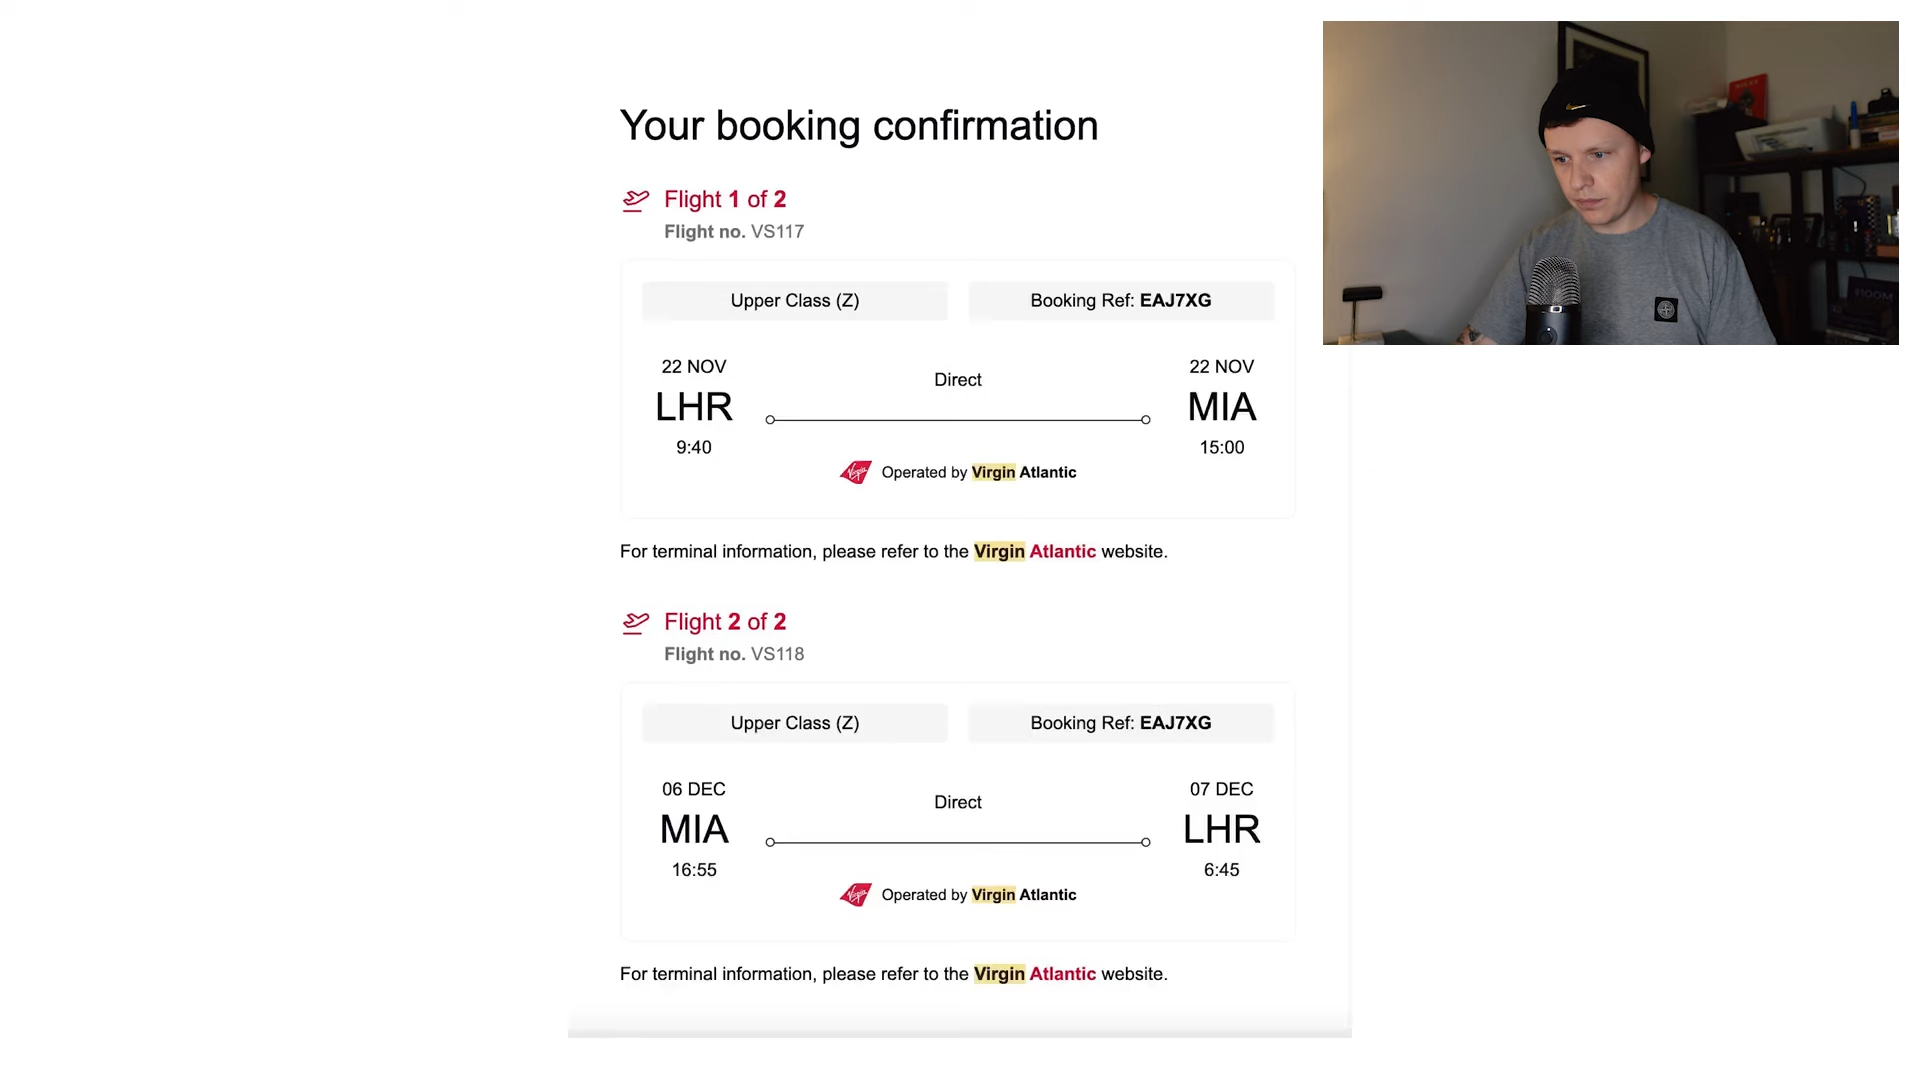 Your booking confirmation
Flight 1 of 2
Flight no. VS117
Upper Class (Z)
Booking Ref: EAJ7XG
22 NOV
LHR
9:40
Direct
22 NOV
MIA
15:00
Virgin
Operated by Virgin Atlantic
For terminal information, please refer to the Virgin Atlantic website.
Flight 2 of 2
Flight no. VS118
Upper Class (Z)
Booking Ref: EAJ7XG
06 DEC
MIA
16:55
Direct
07 DEC
LHR
6:45
Virgin
Operated by Virgin Atlantic
For terminal information, please refer to the Virgin Atlantic website.